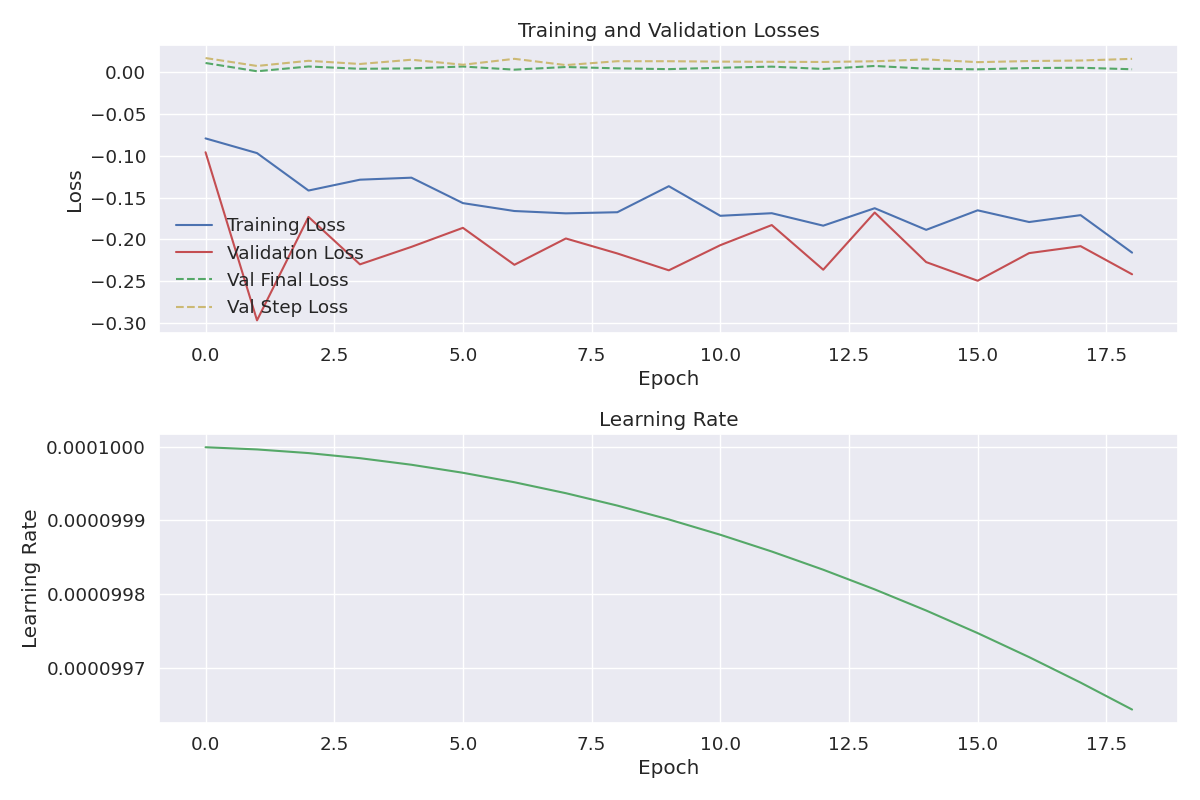 Training and Validation Losses
0.00
−0.05
−0.10
−0.15
−0.20
−0.25
−0.30
Loss
Training Loss
Validation Loss
Val Final Loss
Val Step Loss
0.0 2.5 5.0 7.5 10.0 12.5 15.0 17.5
Epoch
Learning Rate
0.0001000
0.0000999
0.0000998
0.0000997
Learning Rate
0.0 2.5 5.0 7.5 10.0 12.5 15.0 17.5
Epoch